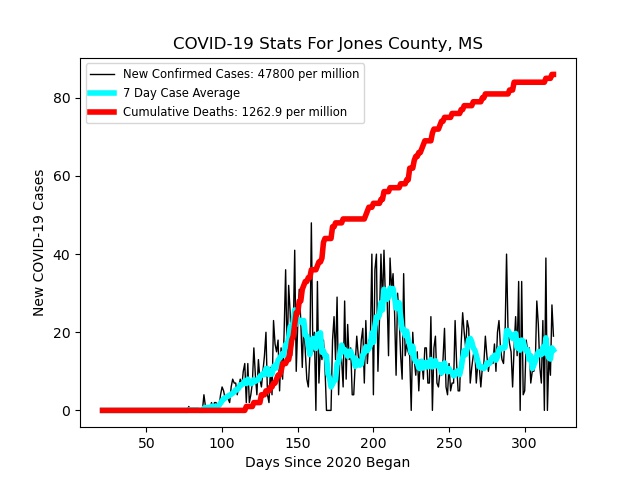 COVID-19 Stats For Jones County, MS
New Confirmed Cases: 47800 per million
7 Day Case Average
Cumulative Deaths: 1262.9 per million
80
60
40
20
0
New COVID-19 Cases
50 100 150 200 250 300
Days Since 2020 Began